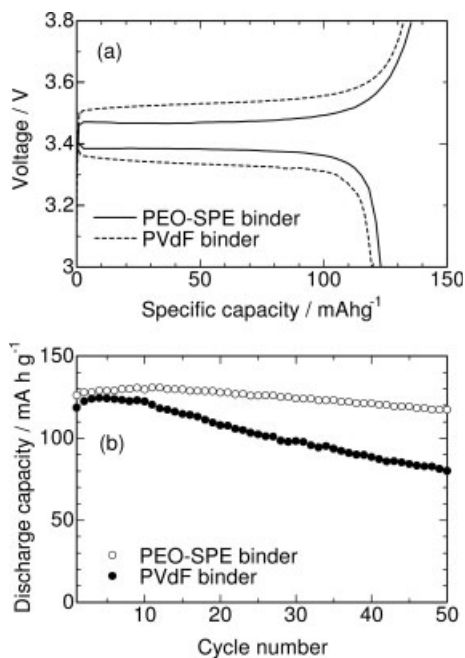 3.8
(a)
3.6
3.4
3.2
3
Voltage / V
PEO-SPE binder
PVdF binder
0 50 100 150
Specific capacity / mAhg⁻¹
150
100
50
0
Discharge capacity / mA h g⁻¹
(b)
PEO-SPE binder
PVdF binder
10 20 30 40 50
Cycle number